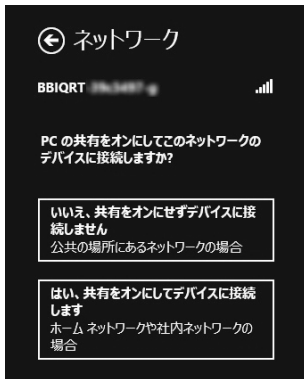 ネットワーク
BBIQRT
PC の共有をオンにしてこのネットワークの
デバイスに接続しますか?
いいえ、共有をオンにせずデバイスに接
続しません
公共の場所にあるネットワークの場合
はい、共有をオンにしてデバイスに接続
します
ホーム ネットワークや社内ネットワークの
場合